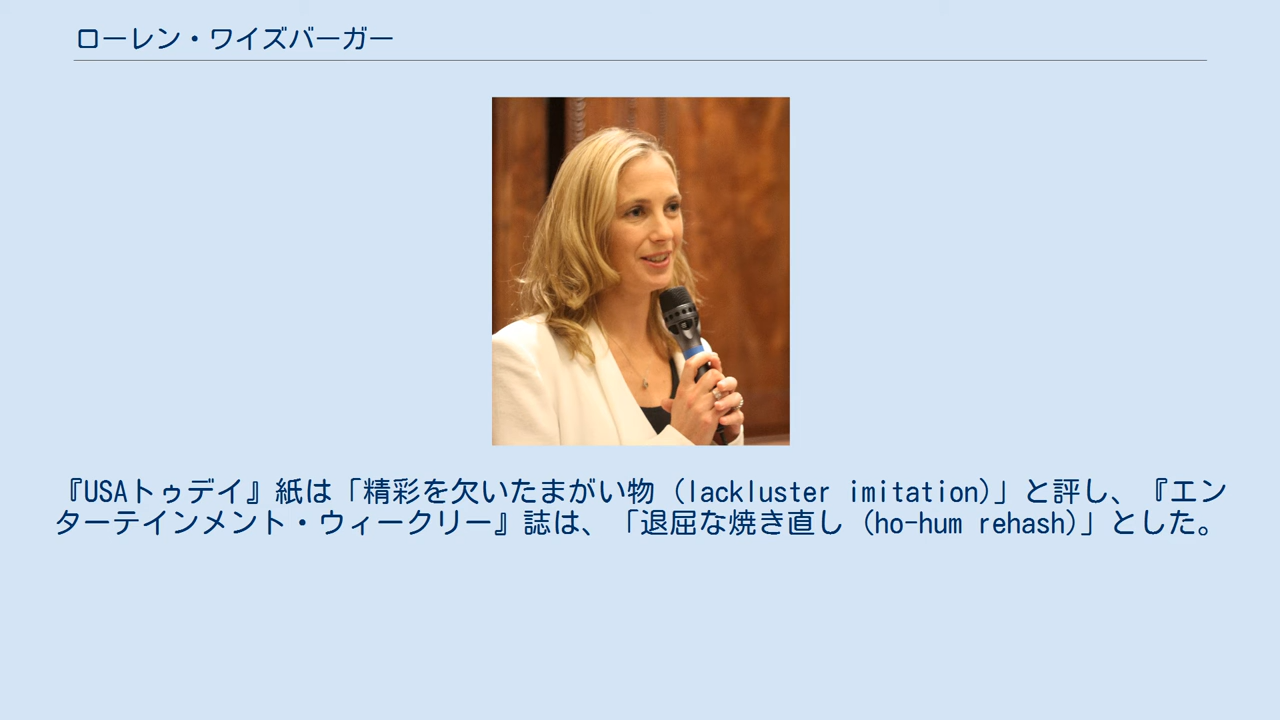 ローレン・ワイズバーガー
『USAトゥデイ』紙は「精彩を欠いたまがい物 (lackluster imitation)」と評し、『エン
ターテインメント・ウィークリー』誌は、「退屈な焼き直し (ho-hum rehash)」とした。